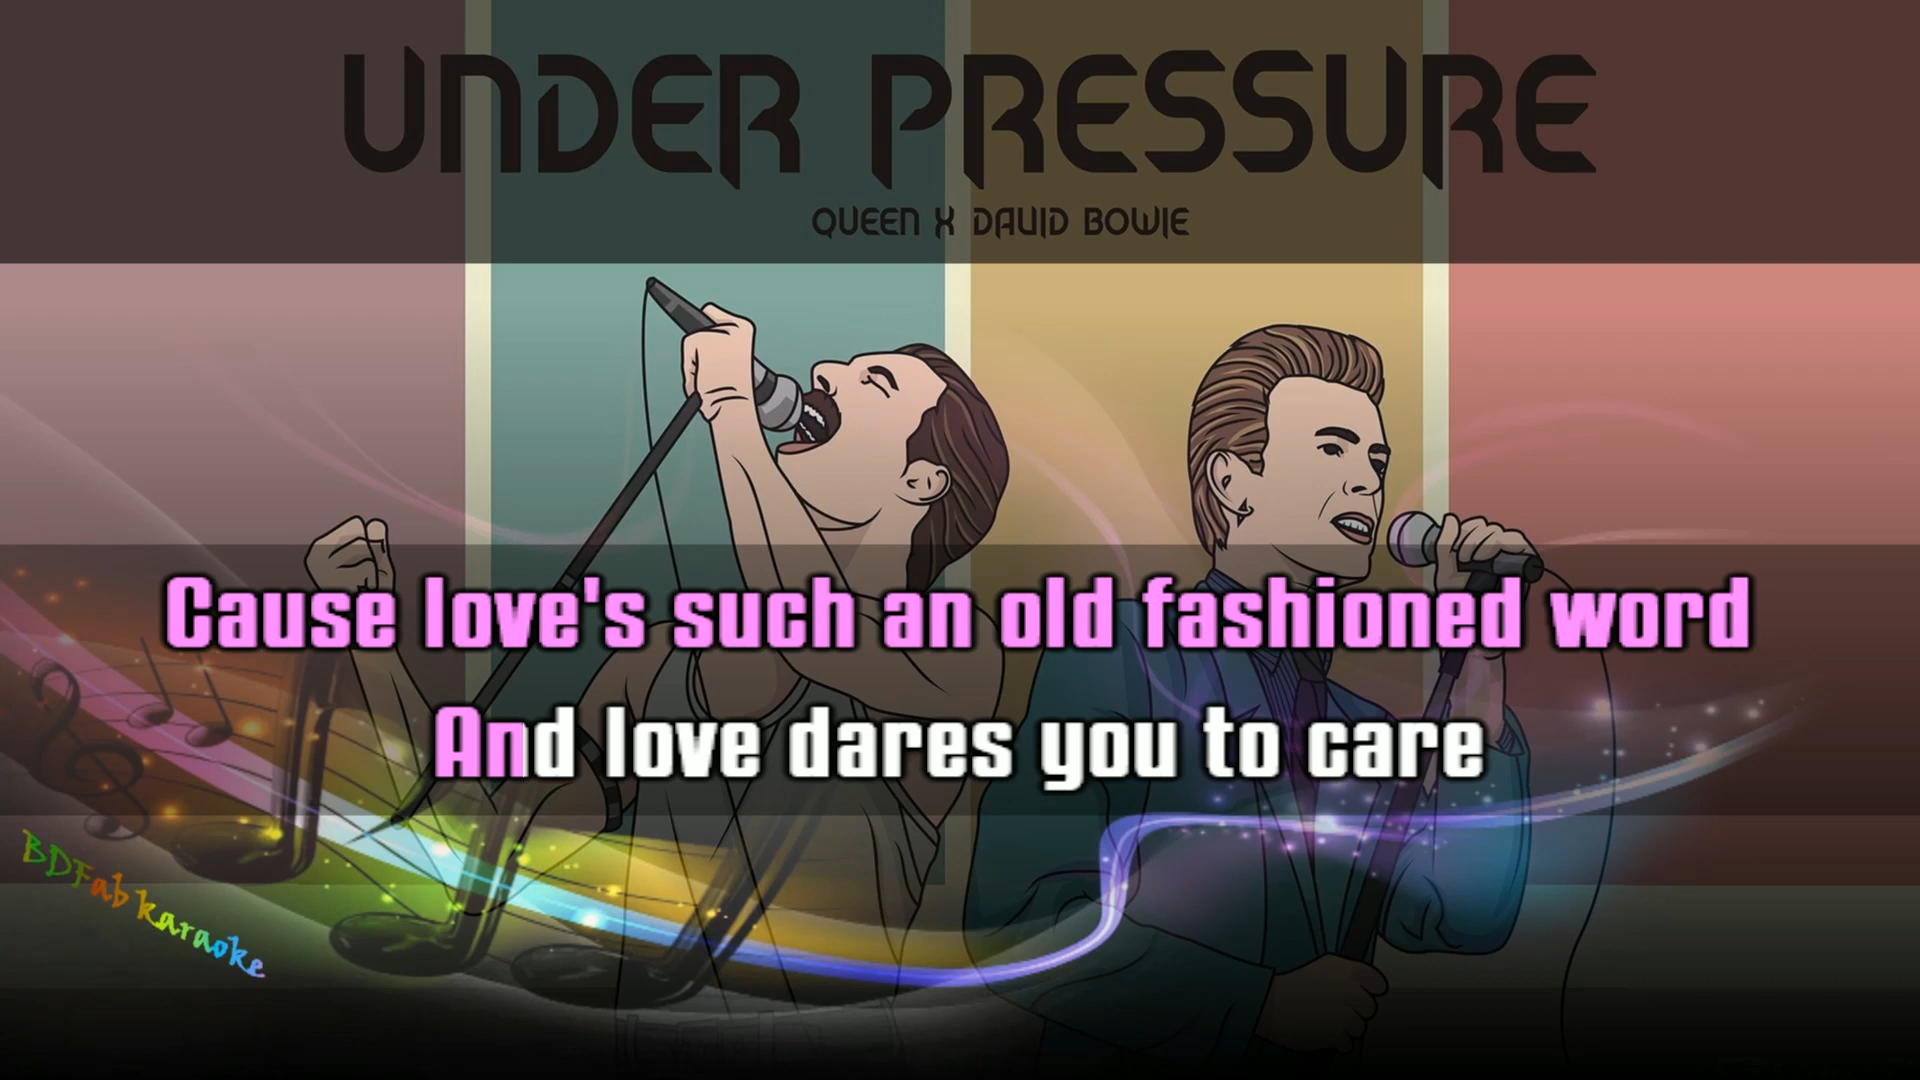 UNDER PRESSURE
QUEEN X DAVID BOWIE
Cause love's such an old fashioned word
And love dares you to care
BDFab karaoke